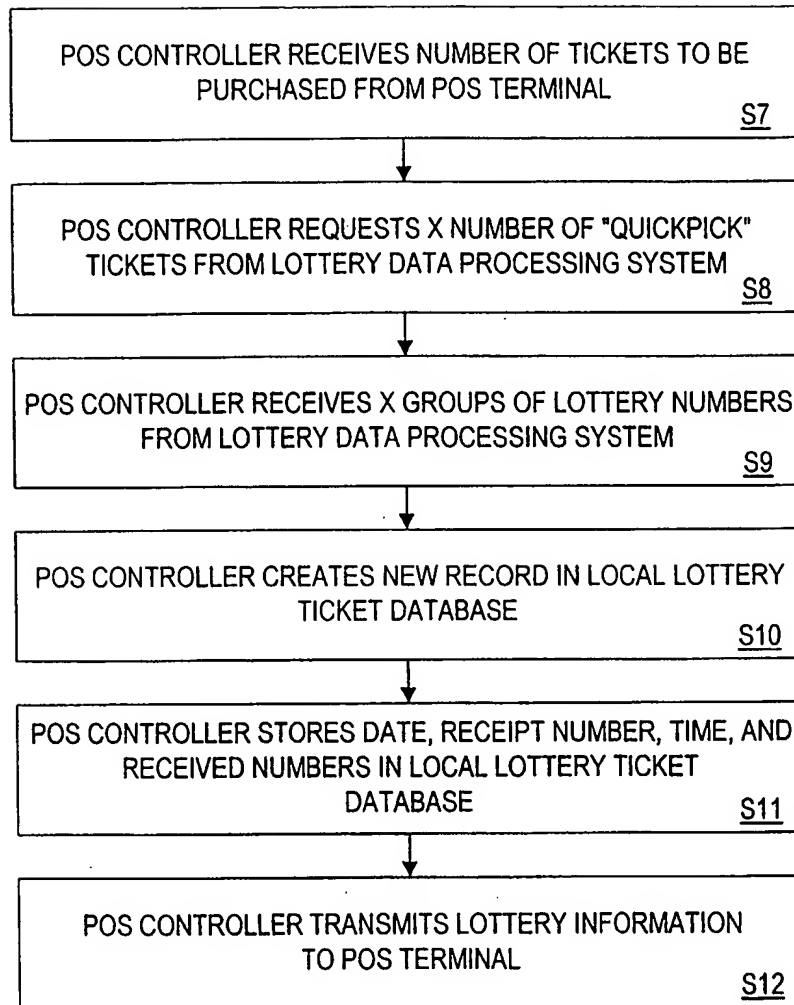 POS CONTROLLER RECEIVES NUMBER OF TICKETS TO BE
PURCHASED FROM POS TERMINAL
S7
POS CONTROLLER REQUESTS X NUMBER OF "QUICKPICK"
TICKETS FROM LOTTERY DATA PROCESSING SYSTEM
S8
POS CONTROLLER RECEIVES X GROUPS OF LOTTERY NUMBERS
FROM LOTTERY DATA PROCESSING SYSTEM
S9
POS CONTROLLER CREATES NEW RECORD IN LOCAL LOTTERY
TICKET DATABASE
S10
POS CONTROLLER STORES DATE, RECEIPT NUMBER, TIME, AND
RECEIVED NUMBERS IN LOCAL LOTTERY TICKET
DATABASE
S11
POS CONTROLLER TRANSMITS LOTTERY INFORMATION
TO POS TERMINAL
S12